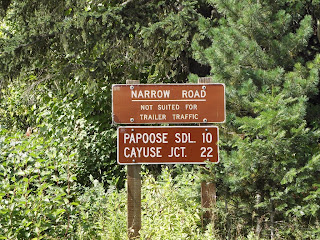 NARROW ROAD
NOT SUITED FOR
TRAILER TRAFFIC
PAPOOSE SDL. 10
CAYUSE JCT. 22